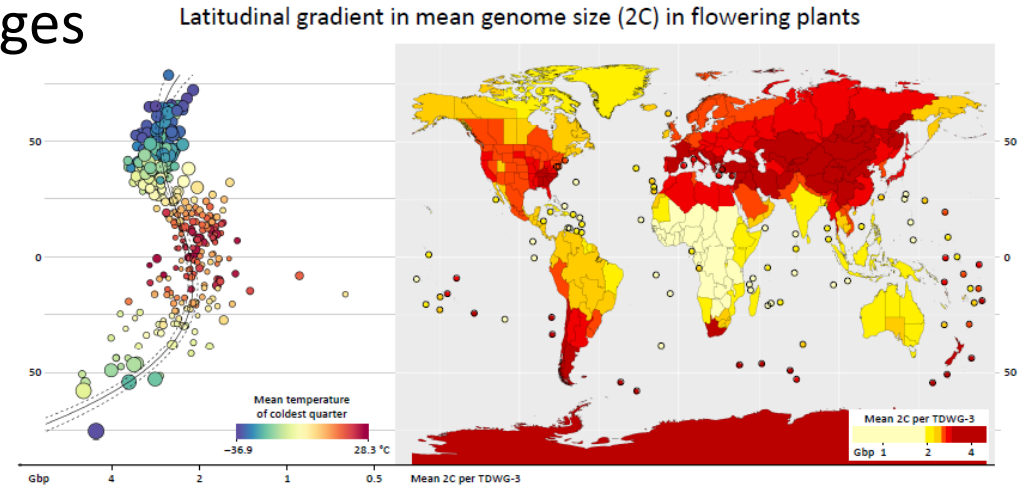 ges
Latitudinal gradient in mean genome size (2C) in flowering plants
50
0
50
Mean temperature
of coldest quarter
−36.9 28.3 °C
Gbp 4 2 1 0.5
50
0
50
Mean 2C per TDWG-3
Gbp 1 2 4
Mean 2C per TDWG-3